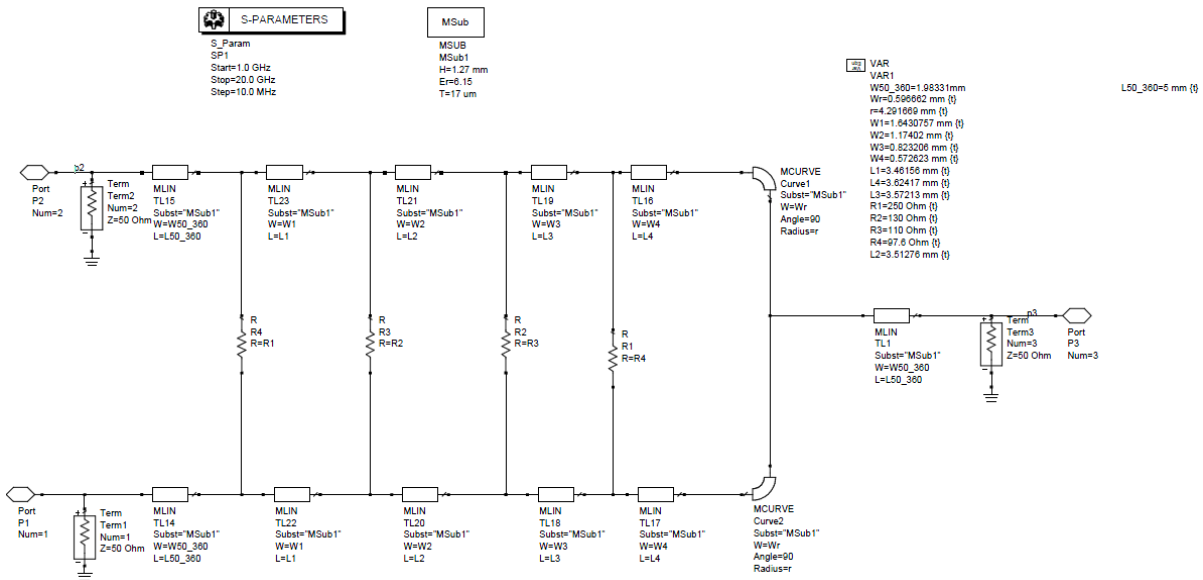 S-PARAMETERS
S_Param
SP1
Start=1.0 GHz
Stop=20.0 GHz
Step=10.0 MHz
MSub
MSUB
MSub1
H=1.27 mm
Er=6.15
T=17 um
VAR
VAR1
W50_360=1.98331mm
Wr=0.596662 mm {t}
r=4.291669 mm {t}
W1=1.6430757 mm {t}
W2=1.17402 mm {t}
W3=0.823206 mm {t}
W4=0.572623 mm {t}
L1=3.46156 mm {t}
L4=3.62417 mm {t}
L3=3.57213 mm {t}
R1=250 Ohm {t}
R2=130 Ohm {t}
R3=110 Ohm {t}
R4=97.6 Ohm {t}
L2=3.51276 mm {t}
L50_360=5 mm {t}
Port
P2
Num=2
Term
Term2
Num=2
Z=50 Ohm
MLIN
TL15
Subst="MSub1"
W=W50_360
L=L50_360
MLIN
TL23
Subst="MSub1"
W=W1
L=L1
MLIN
TL21
Subst="MSub1"
W=W2
L=L2
MLIN
TL19
Subst="MSub1"
W=W3
L=L3
MLIN
TL16
Subst="MSub1"
W=W4
L=L4
MCURVE
Curve1
Subst="MSub1"
W=Wr
Angle=90
Radius=r
R
R4
R=R1
R
R3
R=R2
R
R2
R=R3
R
R1
R=R4
MLIN
TL1
Subst="MSub1"
W=W50_360
L=L50_360
p3
Term
Term3
Num=3
Z=50 Ohm
Port
P3
Num=3
Port
P1
Num=1
Term
Term1
Num=1
Z=50 Ohm
MLIN
TL14
Subst="MSub1"
W=W50_360
L=L50_360
MLIN
TL22
Subst="MSub1"
W=W1
L=L1
MLIN
TL20
Subst="MSub1"
W=W2
L=L2
MLIN
TL18
Subst="MSub1"
W=W3
L=L3
MLIN
TL17
Subst="MSub1"
W=W4
L=L4
MCURVE
Curve2
Subst="MSub1"
W=Wr
Angle=90
Radius=r